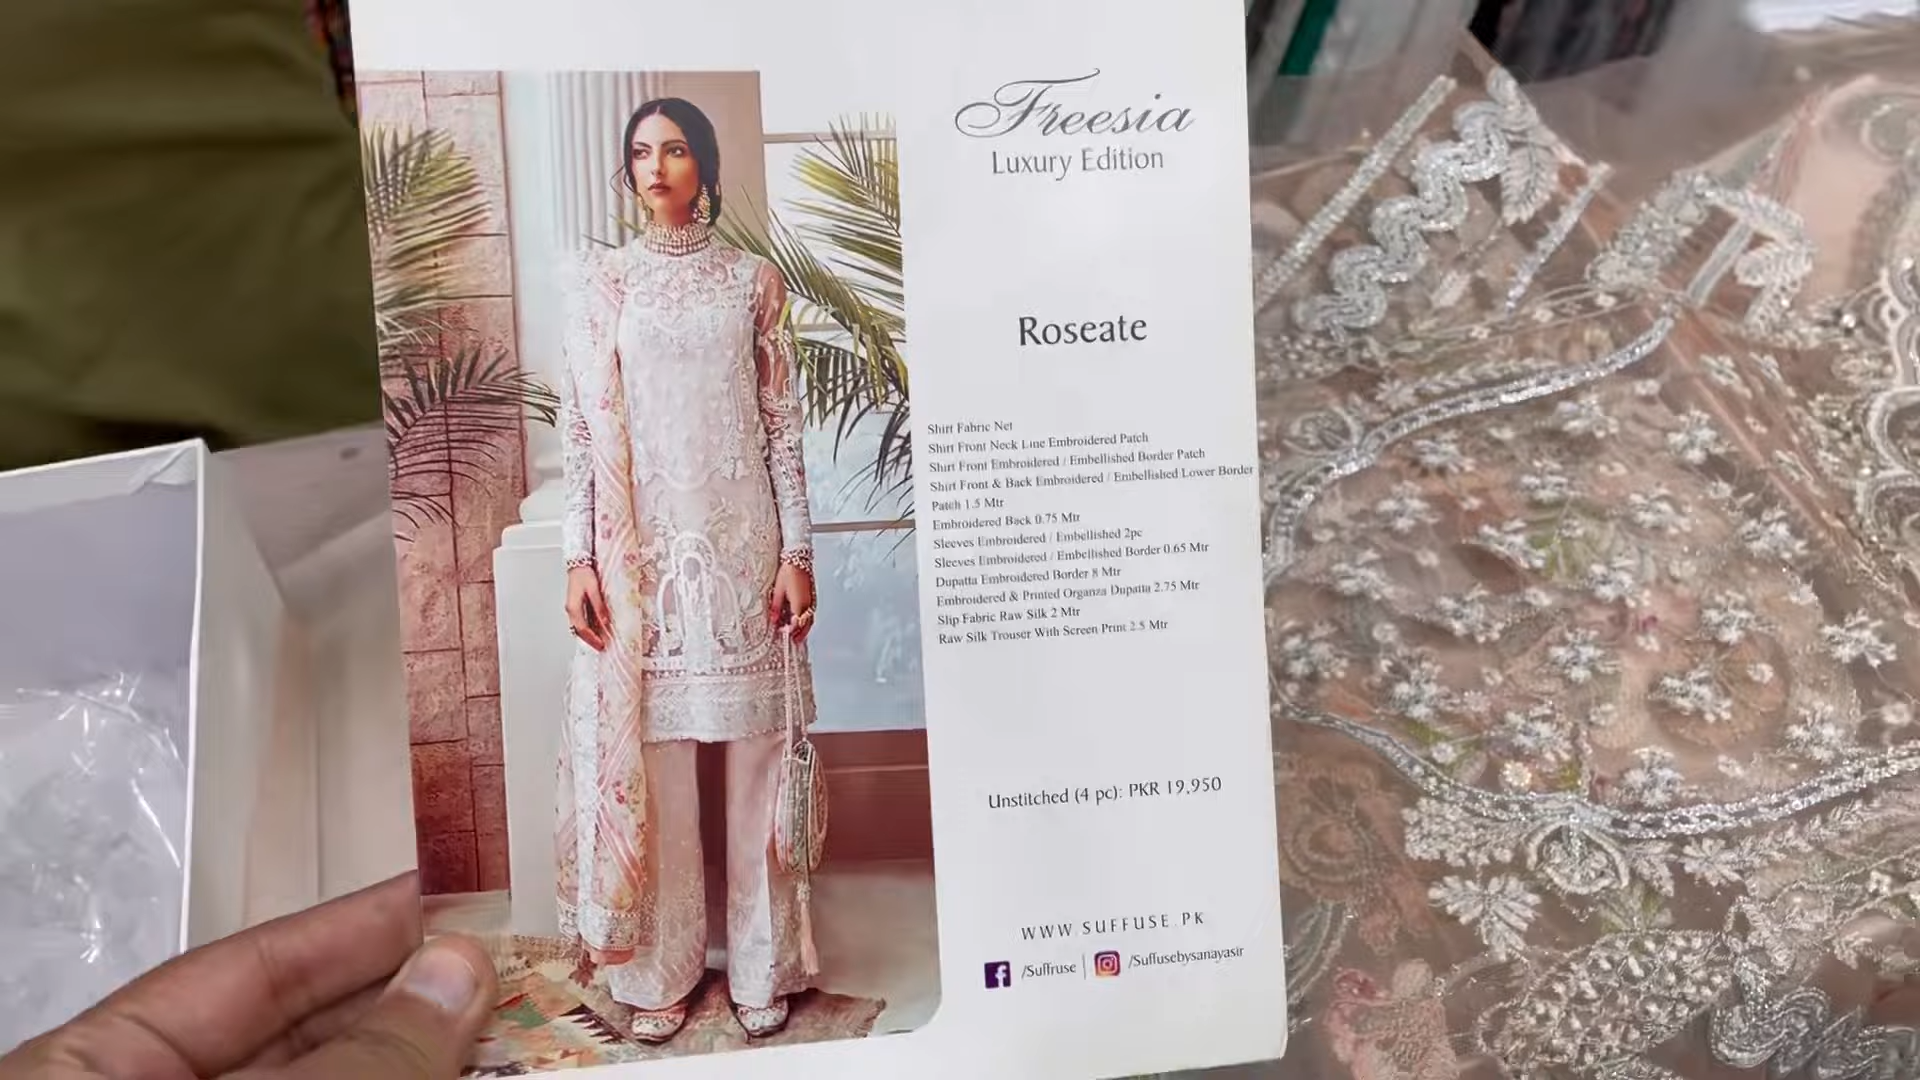 Freesia
Luxury Edition
Roseate
Shirt Fabric Net
Shirt Front Neck Line Embroidered Patch
Shirt Front Embroidered / Embellished Border Patch
Shirt Front & Back Embroidered / Embellished Lower Border
Patch 1.5 Mtr
Embroidered Back 0.75 Mtr
Sleeves Embroidered / Embellished 2pc
Sleeves Embroidered / Embellished Border 0.65 Mtr
Dupatta Embroidered Border 8 Mtr
Embroidered & Printed Organza Dupatta 2.75 Mtr
Slip Fabric Raw Silk 2 Mtr
Raw Silk Trouser With Screen Print 2.5 Mtr
Unstitched (4 pc): PKR 19,950
WWW.SUFFUSE.PK
/Suffruse | /Suffusebysanayasir